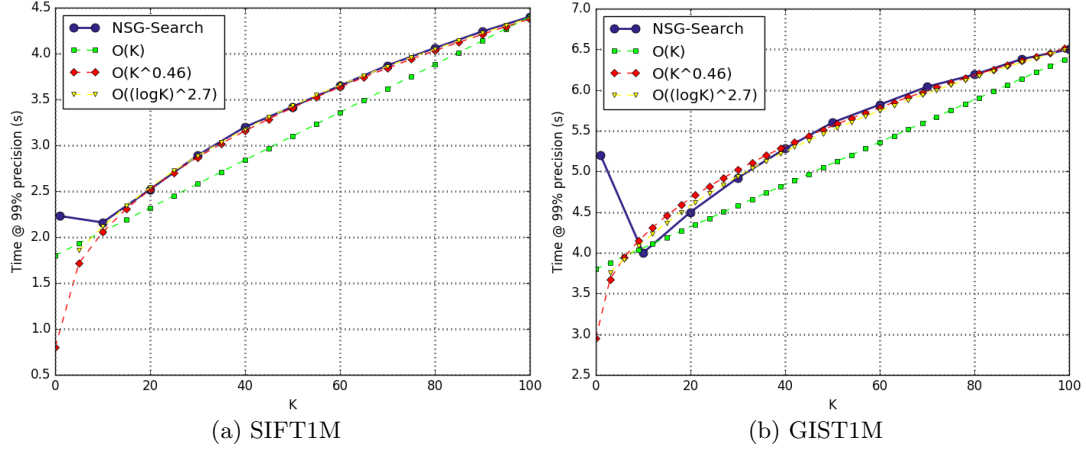 4.5
4.0
3.5
3.0
2.5
2.0
1.5
1.0
0.5
Time @ 99% precision (s)
NSG-Search
O(K)
O(K^0.46)
O((logK)^2.7)
0 20 40 60 80 100
K
(a) SIFT1M
7.0
6.5
6.0
5.5
5.0
4.5
4.0
3.5
3.0
2.5
Time @ 99% precision (s)
NSG-Search
O(K)
O(K^0.46)
O((logK)^2.7)
0 20 40 60 80 100
K
(b) GIST1M